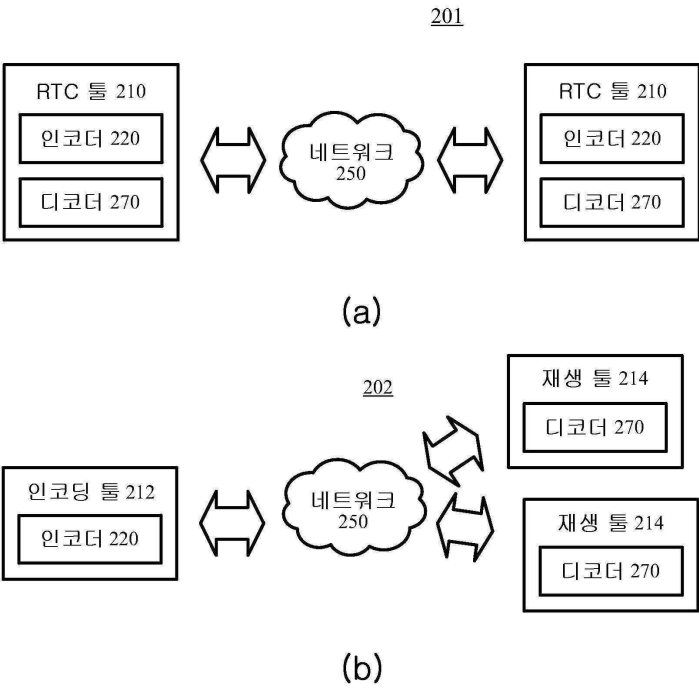 201
RTC 툴 210
인코더 220
디코더 270
네트워크
250
RTC 툴 210
인코더 220
디코더 270
(a)
202
인코딩 툴 212
인코더 220
네트워크
250
재생 툴 214
디코더 270
재생 툴 214
디코더 270
(b)